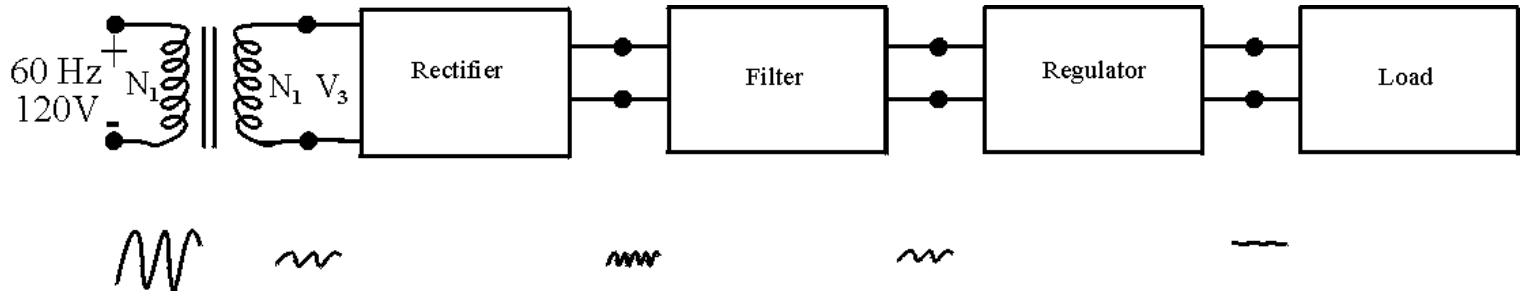 60 Hz
120V
+
-
N₁
N₁ V₃
Rectifier
Filter
Regulator
Load